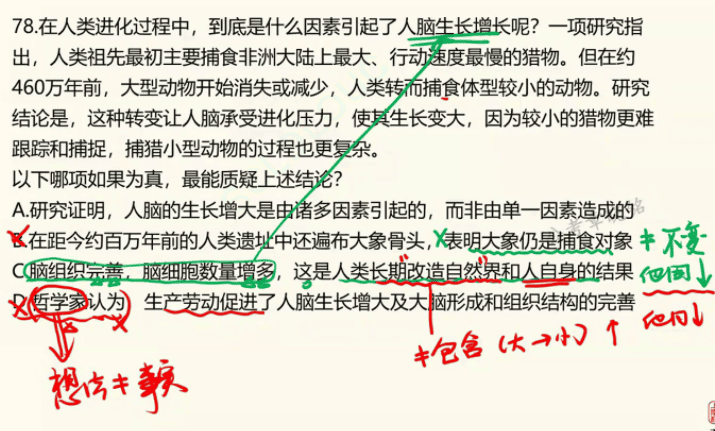 78.在人类进化过程中，到底是什么因素引起了人脑生长增长呢？一项研究指
出，人类祖先最初主要捕食非洲大陆上最大、行动速度最慢的猎物。但在约
460万年前，大型动物开始消失或减少，人类转而捕食体型较小的动物。研究
结论是，这种转变让人脑承受进化压力，使其生长变大，因为较小的猎物更难
跟踪和捕捉，捕猎小型动物的过程也更复杂。
以下哪项如果为真，最能质疑上述结论？
A.研究证明，人脑的生长增大是由诸多因素引起的，而非由单一因素造成的
B.在距今约百万年前的人类遗址中还遍布大象骨头，表明大象仍是捕食对象 ≠不变
C.脑组织完善，脑细胞数量增多，这是人类长期改造自然界和人自身的结果 他因↓
D.哲学家认为 生产劳动促进了人脑生长增大及大脑形成和组织结构的完善 他因↓
≠包含（大→小）↑
想法≠事实